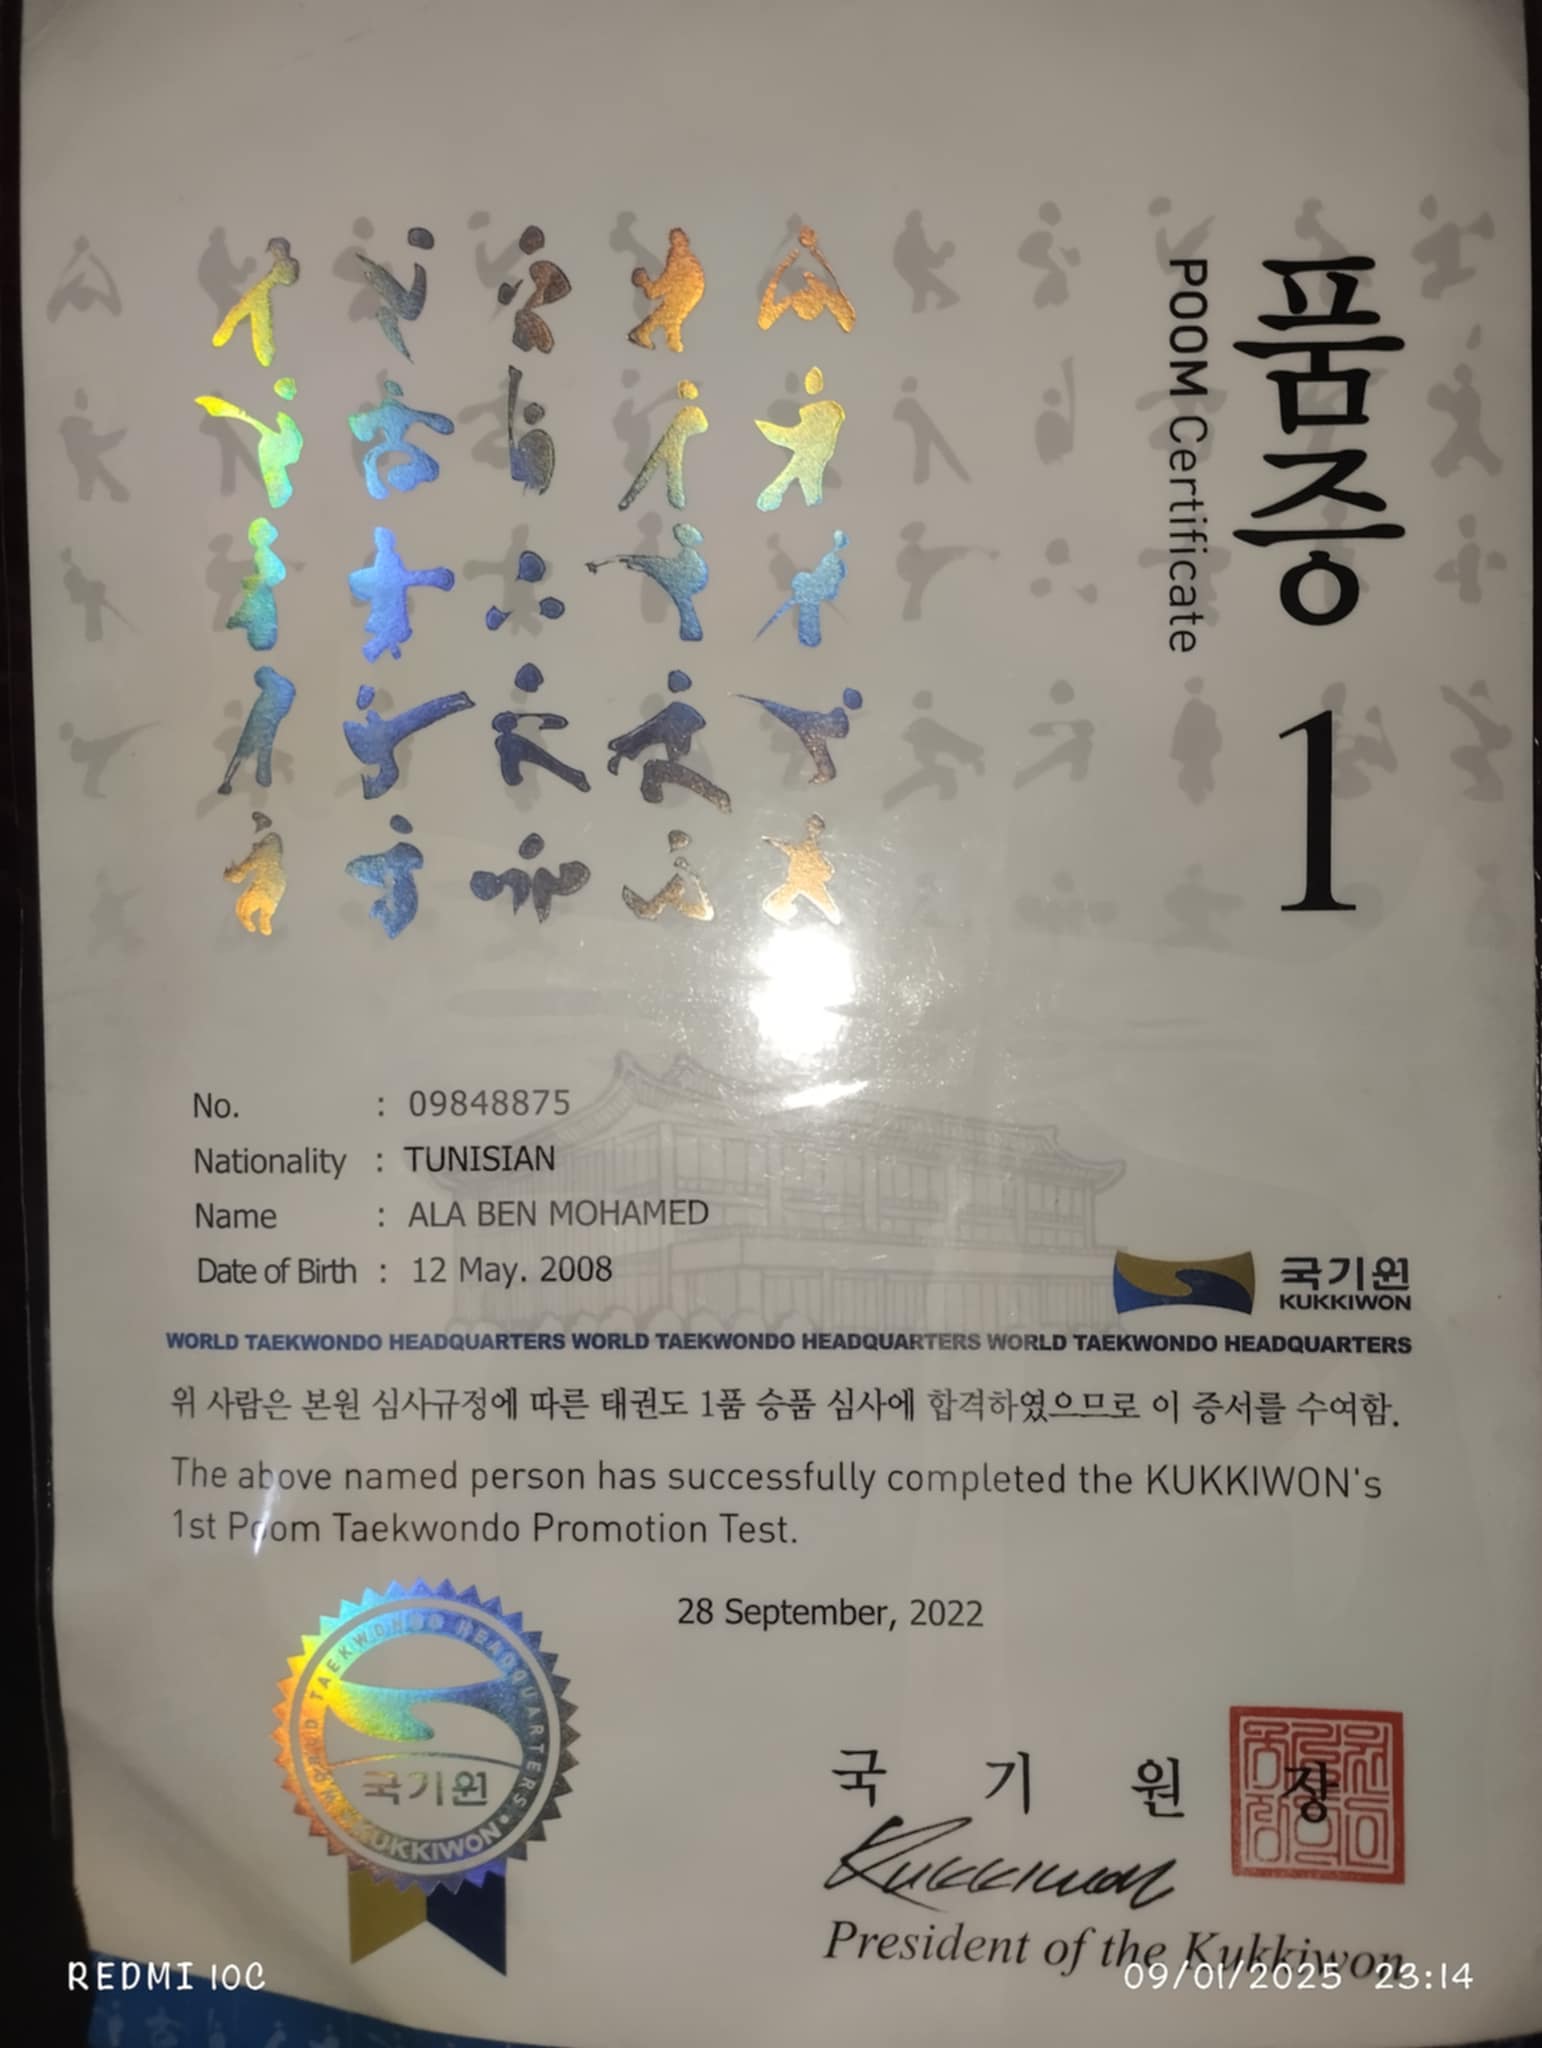 품증
POOM Certificate
1
No. : 09848875
Nationality : TUNISIAN
Name : ALA BEN MOHAMED
Date of Birth : 12 May. 2008
국기원
KUKKIWON
WORLD TAEKWONDO HEADQUARTERS WORLD TAEKWONDO HEADQUARTERS WORLD TAEKWONDO HEADQUARTERS
위 사람은 본원 심사규정에 따른 태권도 1품 승품 심사에 합격하였으므로 이 증서를 수여함.
The above named person has successfully completed the KUKKIWON's
1st Poom Taekwondo Promotion Test.
28 September, 2022
WORLD TAEKWONDO HEADQUARTERS
국기원
KUKKIWON
국 기 원 장
Kukkiwon
President of the Kukkiwon
REDMI 10C
09/01/2025 23:14